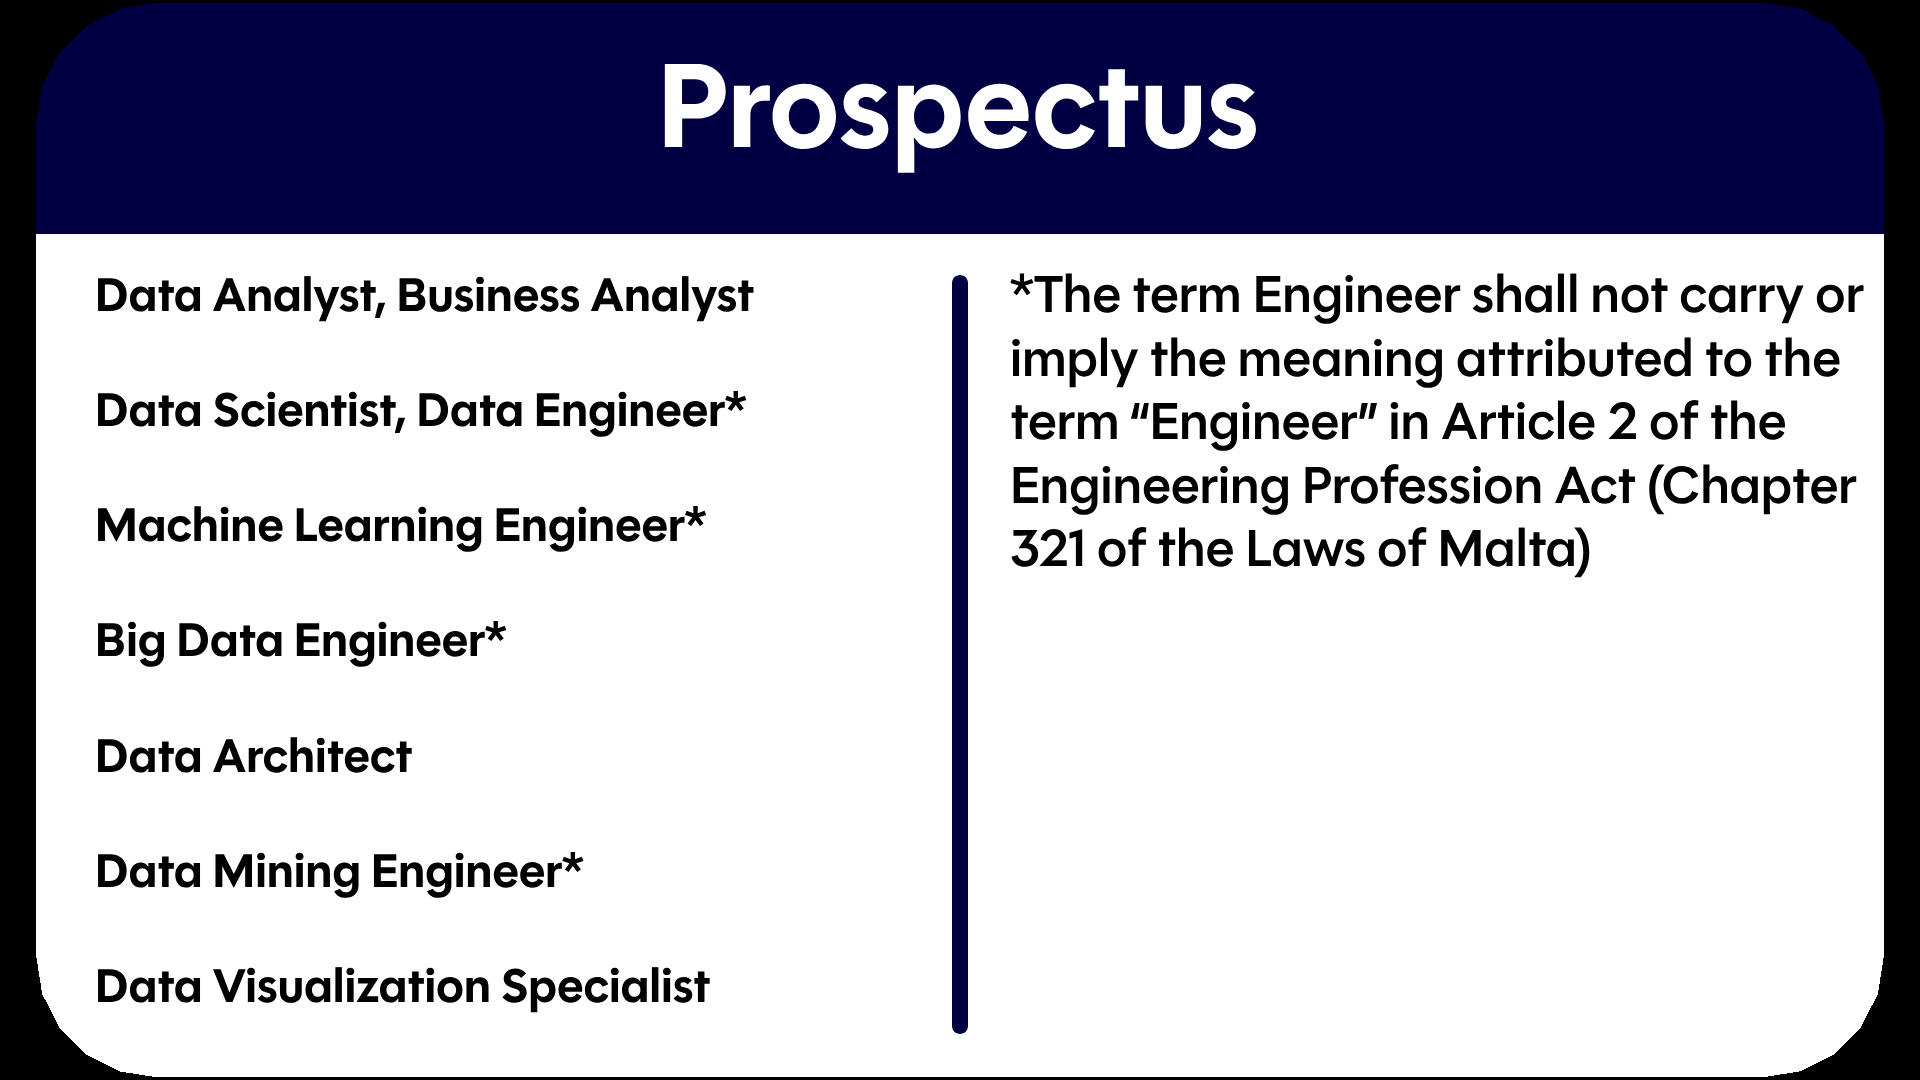 Prospectus
Data Analyst, Business Analyst
Data Scientist, Data Engineer*
Machine Learning Engineer*
Big Data Engineer*
Data Architect
Data Mining Engineer*
Data Visualization Specialist
*The term Engineer shall not carry or
imply the meaning attributed to the
term “Engineer” in Article 2 of the
Engineering Profession Act (Chapter
321 of the Laws of Malta)